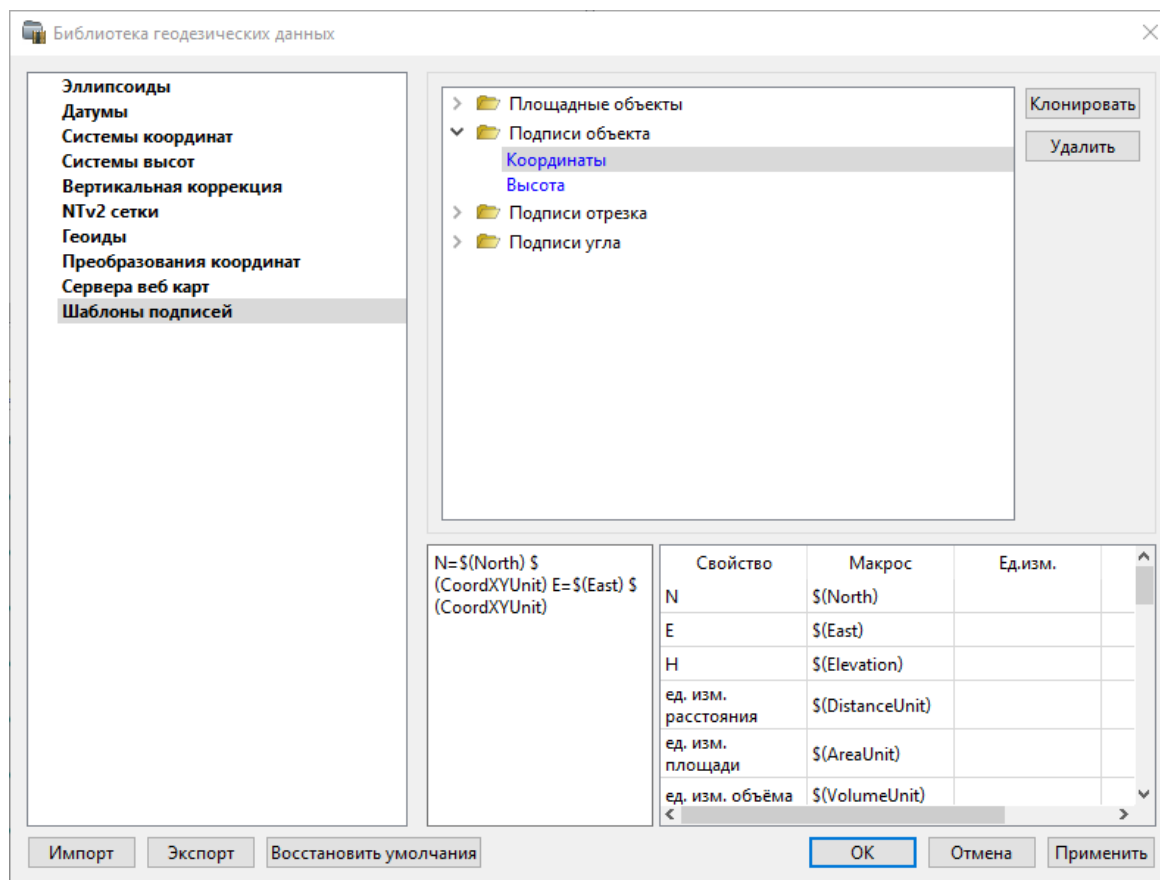 Библиотека геодезических данных
Эллипсоиды
Датумы
Системы координат
Системы высот
Вертикальная коррекция
NTv2 сетки
Геоиды
Преобразования координат
Сервера веб карт
Шаблоны подписей
Площадные объекты
Подписи объекта
Координаты
Высота
Подписи отрезка
Подписи угла
Клонировать
Удалить
N=$(North) $
(CoordXYUnit) E=$(East) $
(CoordXYUnit)
Свойство Макрос Ед.изм.
N $(North)
E $(East)
H $(Elevation)
ед. изм.
расстояния $(DistanceUnit)
ед. изм.
площади $(AreaUnit)
ед. изм. объёма $(VolumeUnit)
Импорт Экспорт Восстановить умолчания OK Отмена Применить